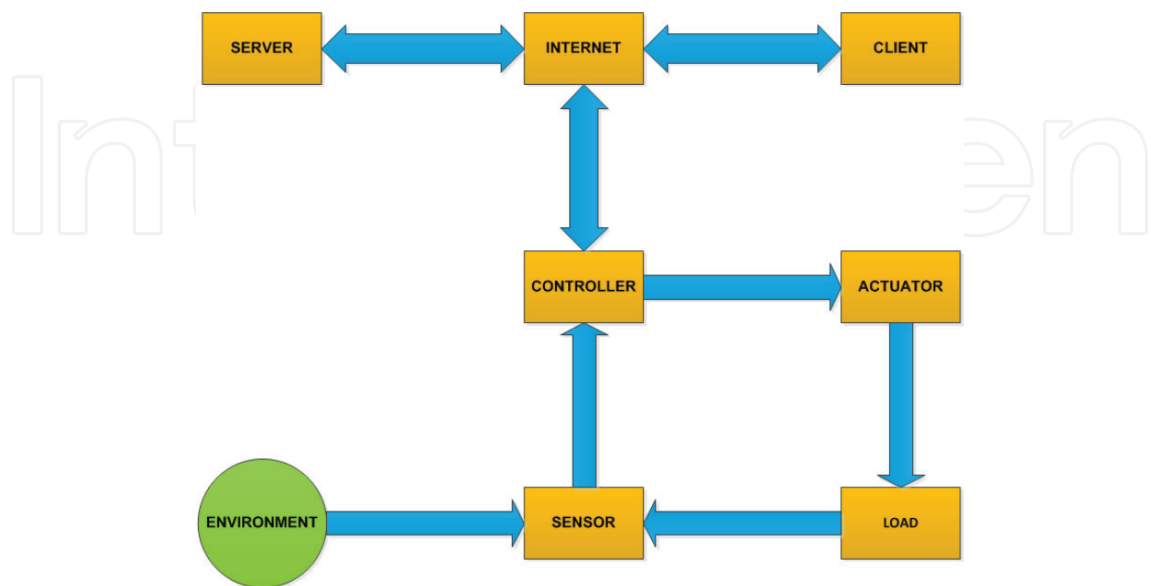 SERVER
INTERNET
CLIENT
CONTROLLER
ACTUATOR
ENVIRONMENT
SENSOR
LOAD